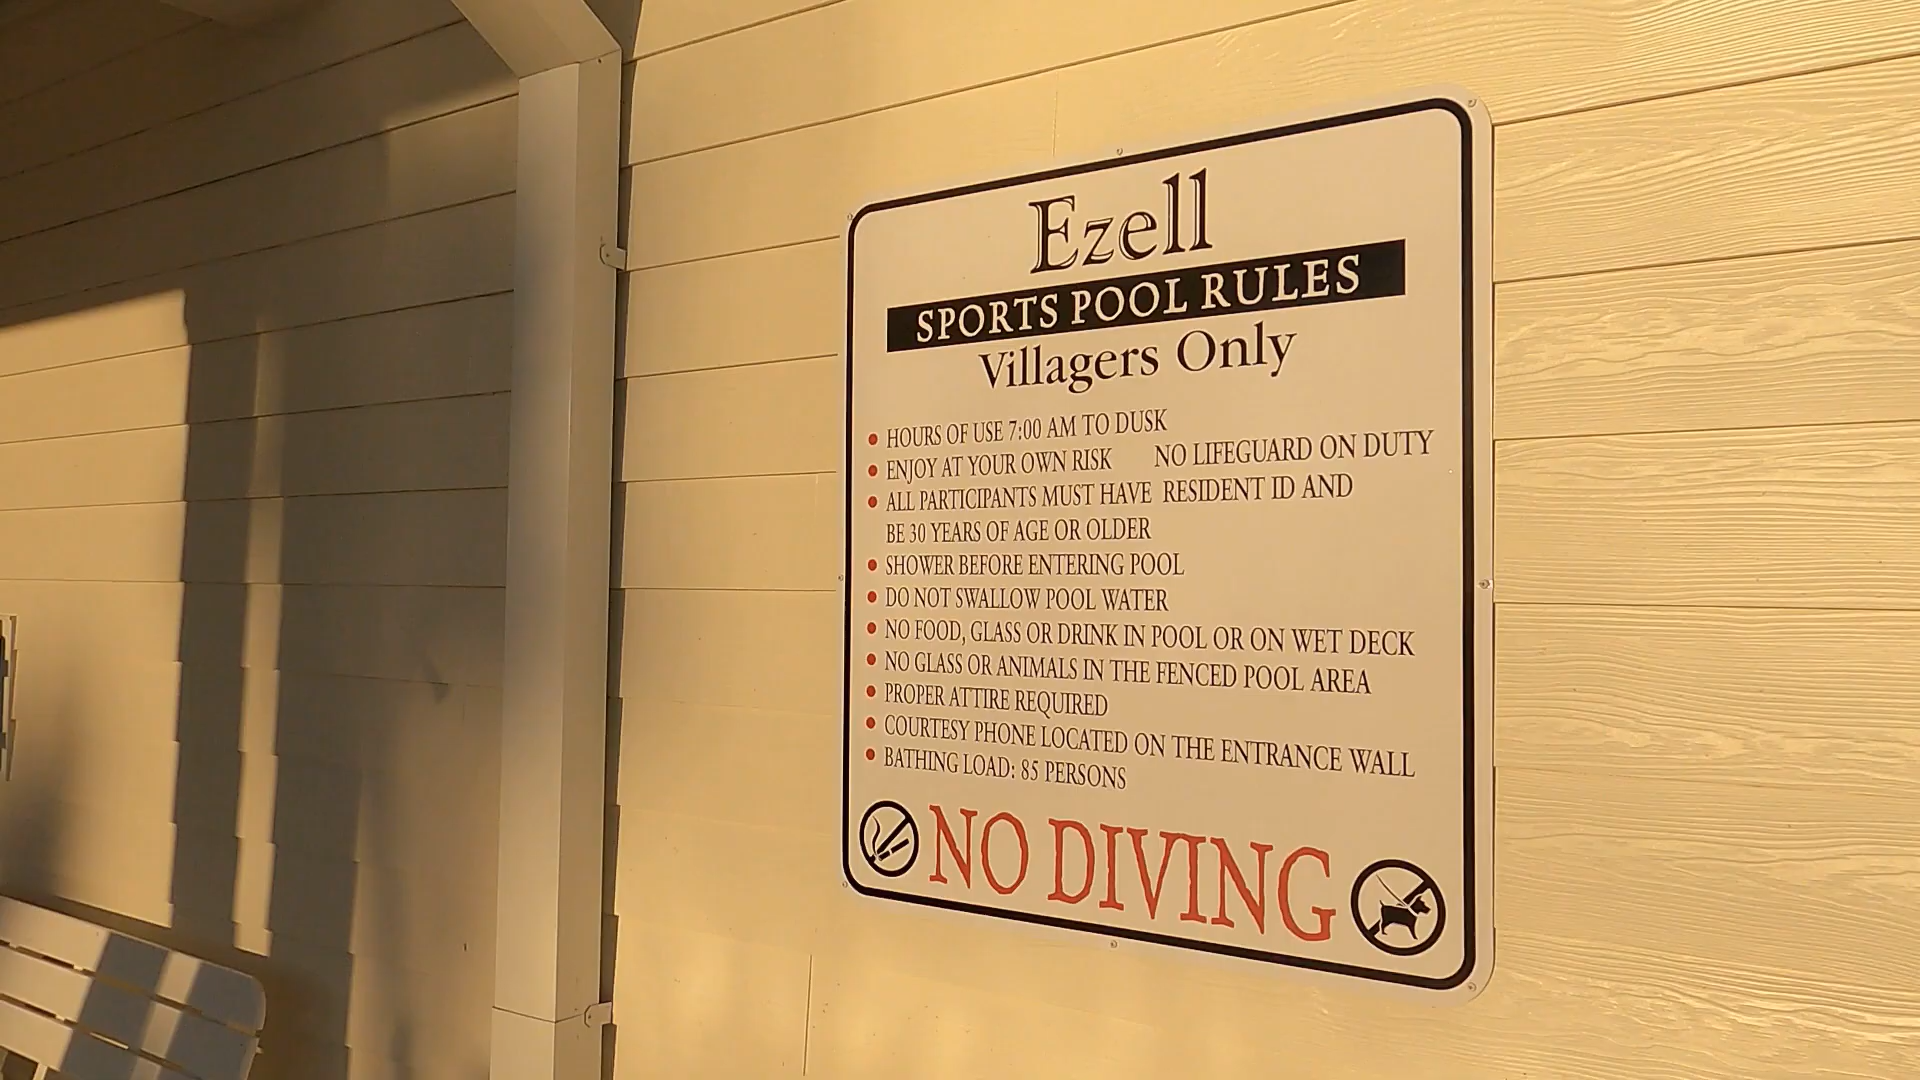 Ezell
SPORTS POOL RULES
Villagers Only
• HOURS OF USE 7:00 AM TO DUSK
• ENJOY AT YOUR OWN RISK NO LIFEGUARD ON DUTY
• ALL PARTICIPANTS MUST HAVE RESIDENT ID AND
BE 30 YEARS OF AGE OR OLDER
• SHOWER BEFORE ENTERING POOL
• DO NOT SWALLOW POOL WATER
• NO FOOD, GLASS OR DRINK IN POOL OR ON WET DECK
• NO GLASS OR ANIMALS IN THE FENCED POOL AREA
• PROPER ATTIRE REQUIRED
• COURTESY PHONE LOCATED ON THE ENTRANCE WALL
• BATHING LOAD: 85 PERSONS
NO DIVING